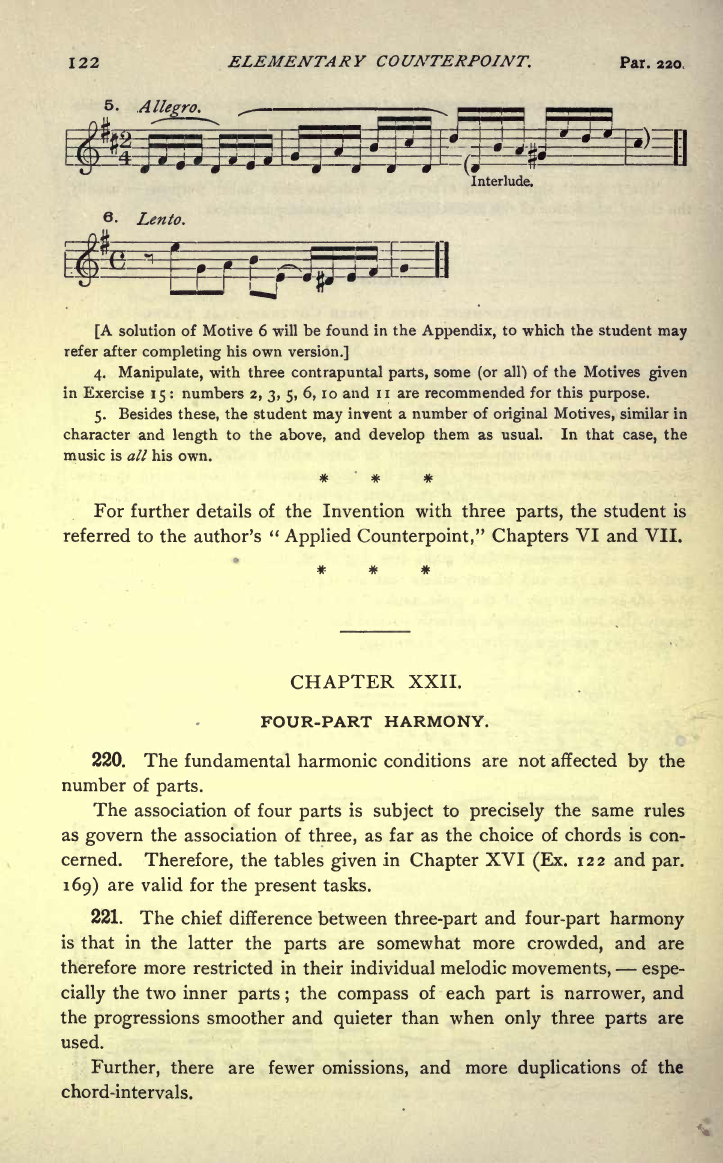 122 ELEMENTARY COUNTERPOINT. Par. 220.
5. Allegro.
2
4
Interlude.
6. Lento.
[A solution of Motive 6 will be found in the Appendix, to which the student may
refer after completing his own version.]
4. Manipulate, with three contrapuntal parts, some (or all) of the Motives given
in Exercise 15: numbers 2, 3, 5, 6, 10 and 11 are recommended for this purpose.
5. Besides these, the student may invent a number of original Motives, similar in
character and length to the above, and develop them as usual. In that case, the
music is all his own.
* * *
For further details of the Invention with three parts, the student is
referred to the author's “Applied Counterpoint,” Chapters VI and VII.
* * *
CHAPTER XXII.
FOUR-PART HARMONY.
220. The fundamental harmonic conditions are not affected by the
number of parts.
The association of four parts is subject to precisely the same rules
as govern the association of three, as far as the choice of chords is con-
cerned. Therefore, the tables given in Chapter XVI (Ex. 122 and par.
169) are valid for the present tasks.
221. The chief difference between three-part and four-part harmony
is that in the latter the parts are somewhat more crowded, and are
therefore more restricted in their individual melodic movements, — espe-
cially the two inner parts; the compass of each part is narrower, and
the progressions smoother and quieter than when only three parts are
used.
Further, there are fewer omissions, and more duplications of the
chord-intervals.